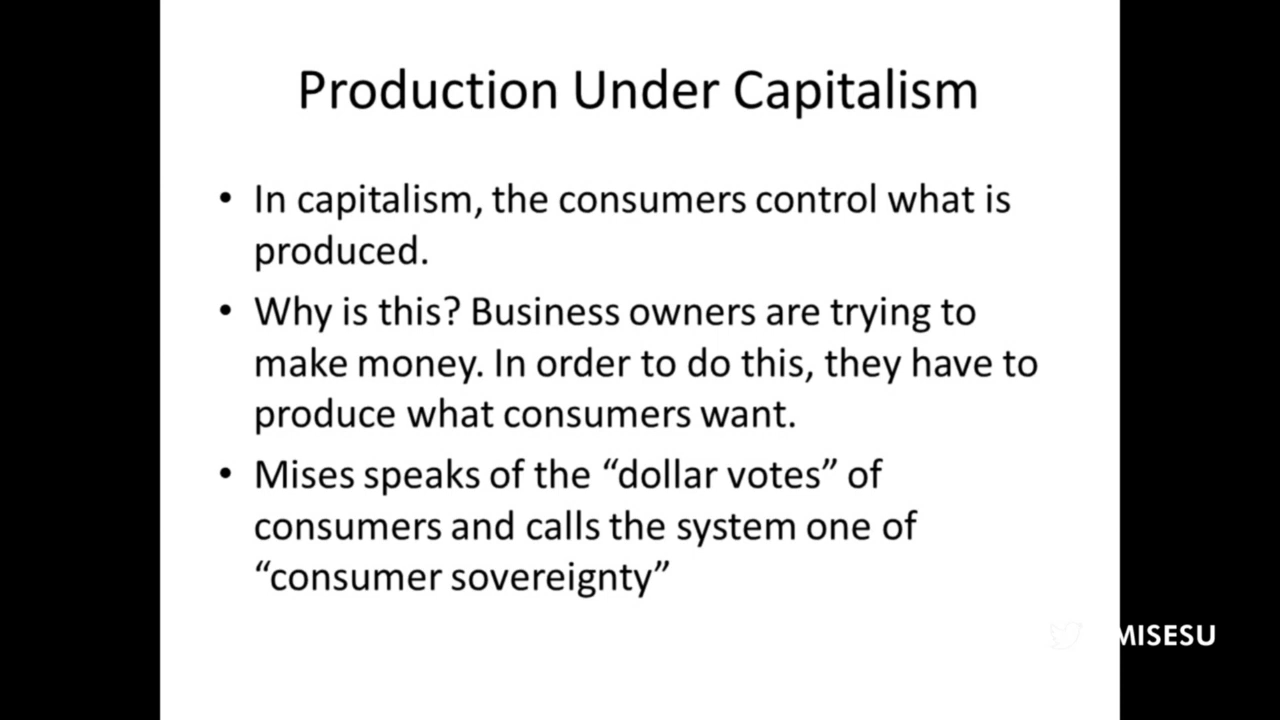 Production Under Capitalism
• In capitalism, the consumers control what is
produced.
• Why is this? Business owners are trying to
make money. In order to do this, they have to
produce what consumers want.
• Mises speaks of the “dollar votes” of
consumers and calls the system one of
“consumer sovereignty”
MISESU